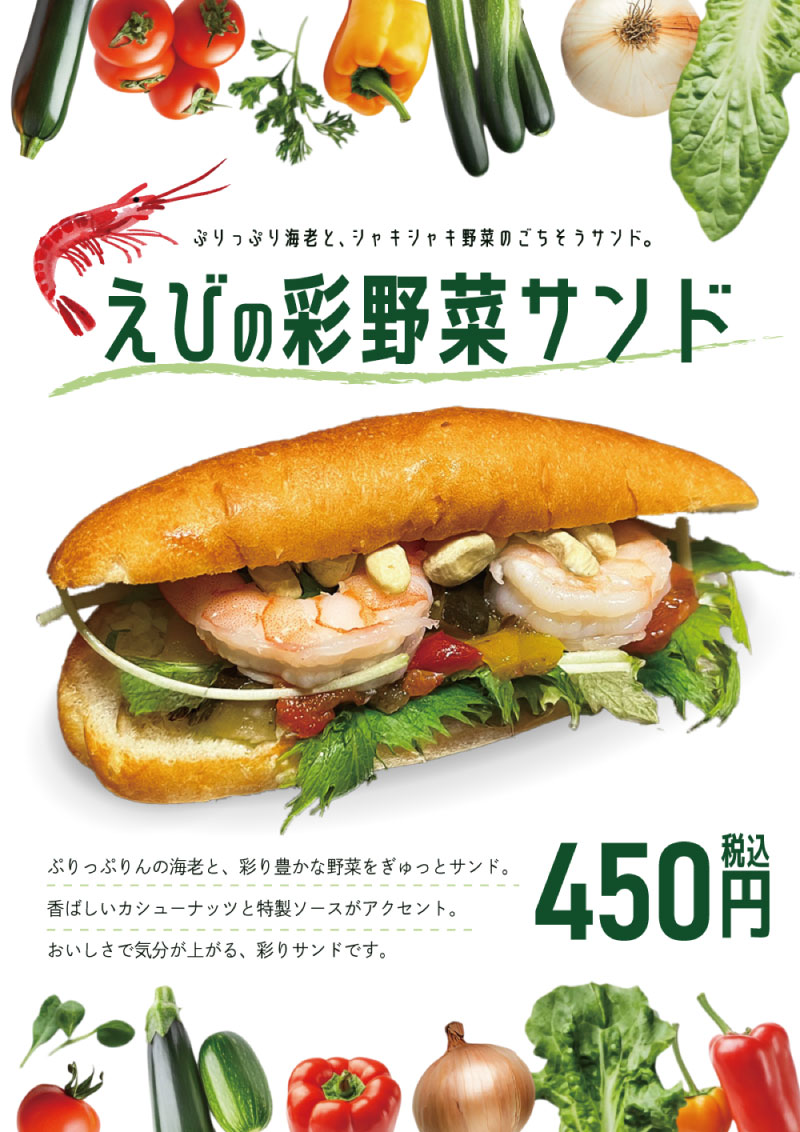 ぷりっぷり海老と、シャキシャキ野菜のごちそうサンド。
えびの彩野菜サンド
ぷりっぷりんの海老と、彩り豊かな野菜をぎゅっとサンド。
香ばしいカシューナッツと特製ソースがアクセント。
おいしさで気分が上がる、彩りサンドです。
450円税込